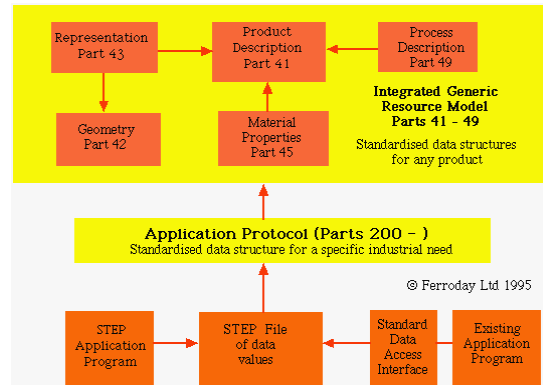 Representation
Part 43
Product
Description
Part 41
Process
Description
Part 49
Geometry
Part 42
Material
Properties
Part 45
Integrated Generic
Resource Model
Parts 41 - 49
Standardised data structures
for any product
Application Protocol (Parts 200 - )
Standardised data structure for a specific industrial need
© Ferroday Ltd 1995
STEP
Application
Program
STEP File
of data
values
Standard
Data
Access
Interface
Existing
Application
Program